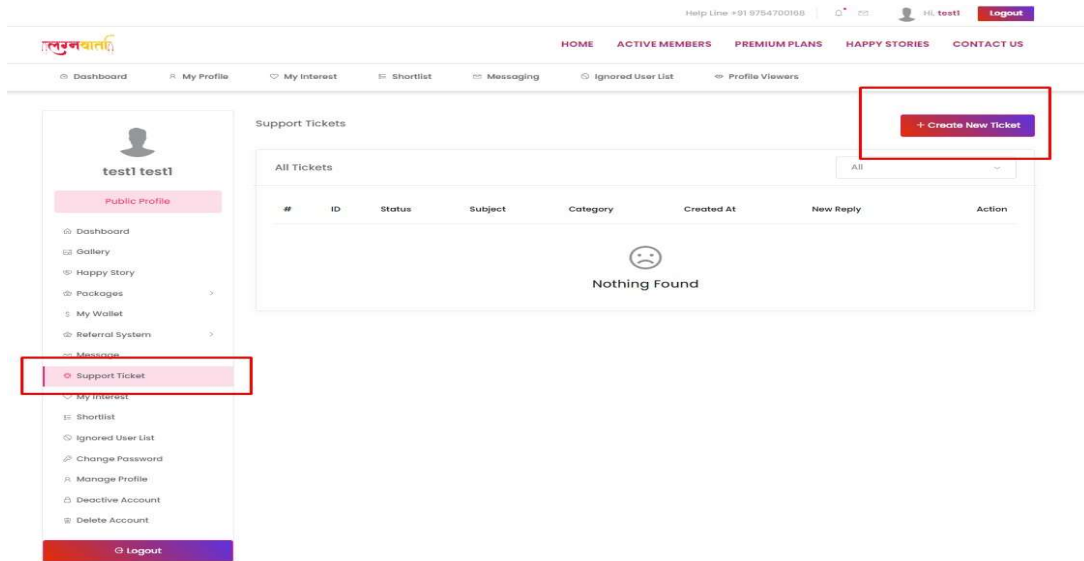 Help Line +91 9754700168
Hi, test1
Logout
लग्नवार्ता
HOME ACTIVE MEMBERS PREMIUM PLANS HAPPY STORIES CONTACT US
Dashboard My Profile My Interest Shortlist Messaging Ignored User List Profile Viewers
test1 test1
Public Profile
Dashboard
Gallery
Happy Story
Packages
My Wallet
Referral System
Message
Support Ticket
My Interest
Shortlist
Ignored User List
Change Password
Manage Profile
Deactive Account
Delete Account
Logout
Support Tickets
+ Create New Ticket
All Tickets
All
# ID Status Subject Category Created At New Reply Action
Nothing Found